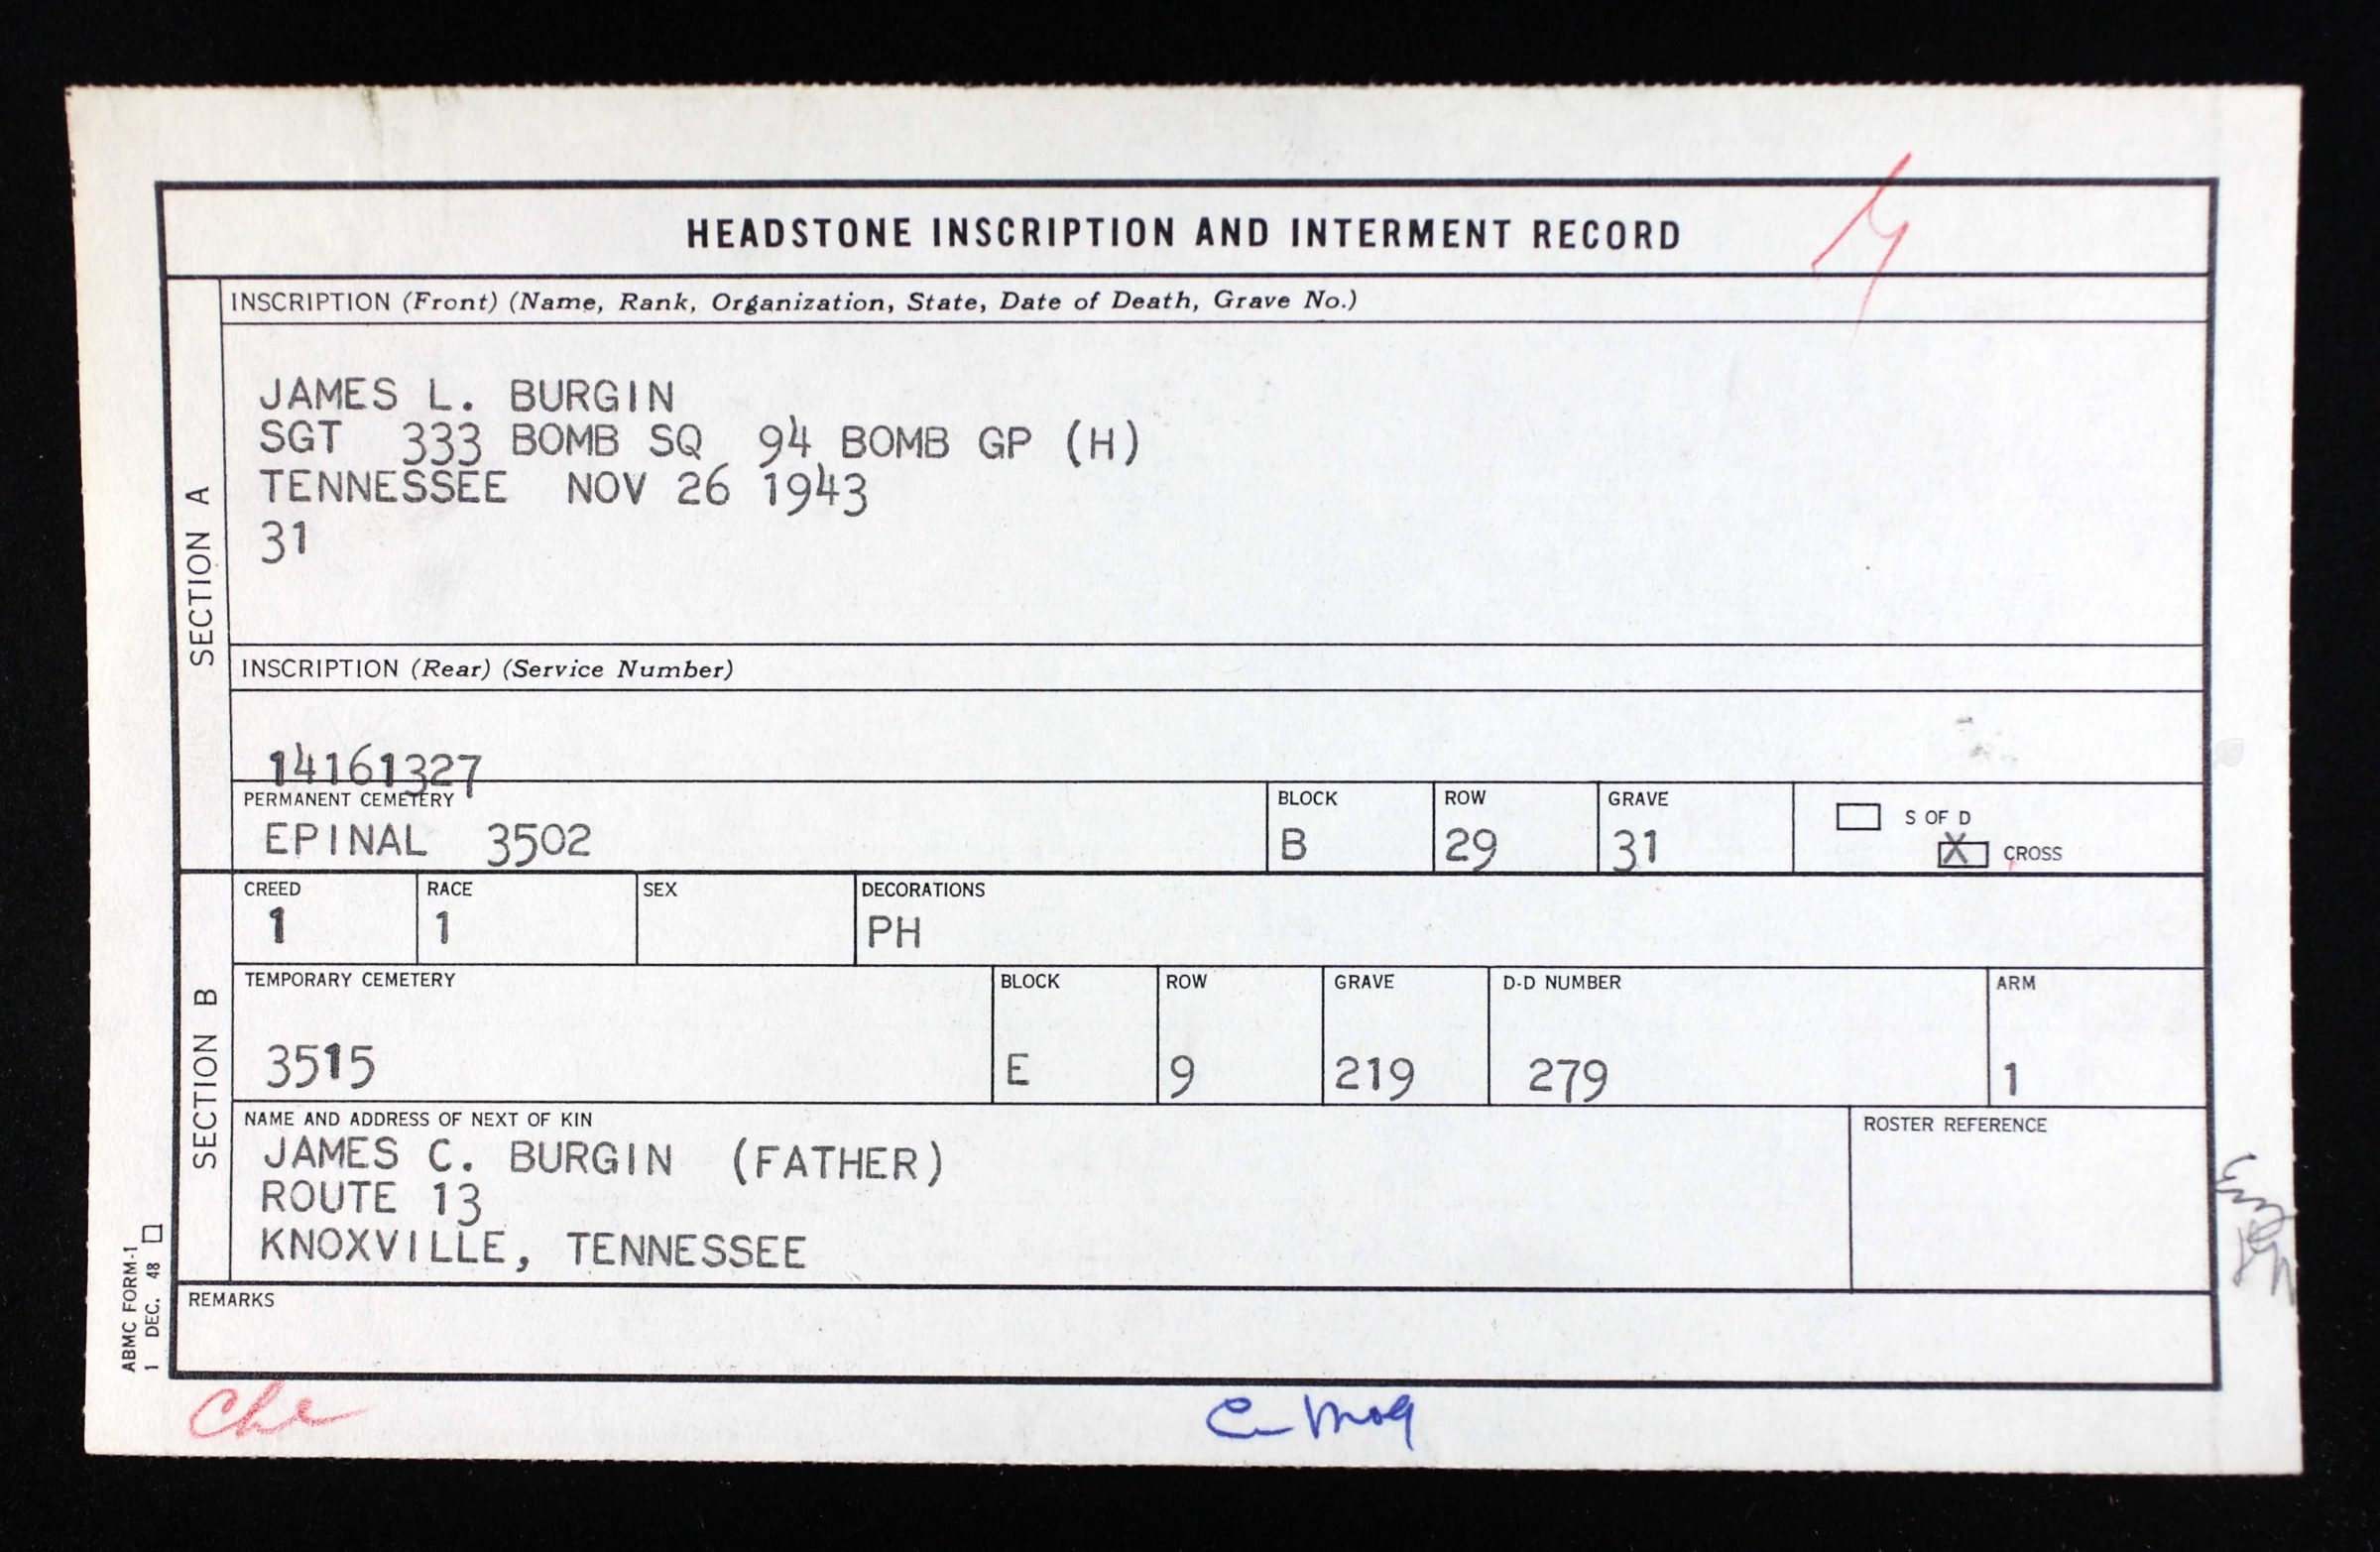 HEADSTONE INSCRIPTION AND INTERMENT RECORD
SECTION A
INSCRIPTION (Front) (Name, Rank, Organization, State, Date of Death, Grave No.)
JAMES L. BURGIN
SGT 333 BOMB SQ 94 BOMB GP (H)
TENNESSEE NOV 26 1943
31
INSCRIPTION (Rear) (Service Number)
14161327
PERMANENT CEMETERY BLOCK ROW GRAVE
EPINAL 3502 B 29 31
S OF D
X CROSS
SECTION B
CREED RACE SEX DECORATIONS
1 1 PH
TEMPORARY CEMETERY BLOCK ROW GRAVE D-D NUMBER ARM
3515 E 9 219 279 1
NAME AND ADDRESS OF NEXT OF KIN ROSTER REFERENCE
JAMES C. BURGIN (FATHER)
ROUTE 13
KNOXVILLE, TENNESSEE
REMARKS
ABMC FORM-1
1 DEC. 48